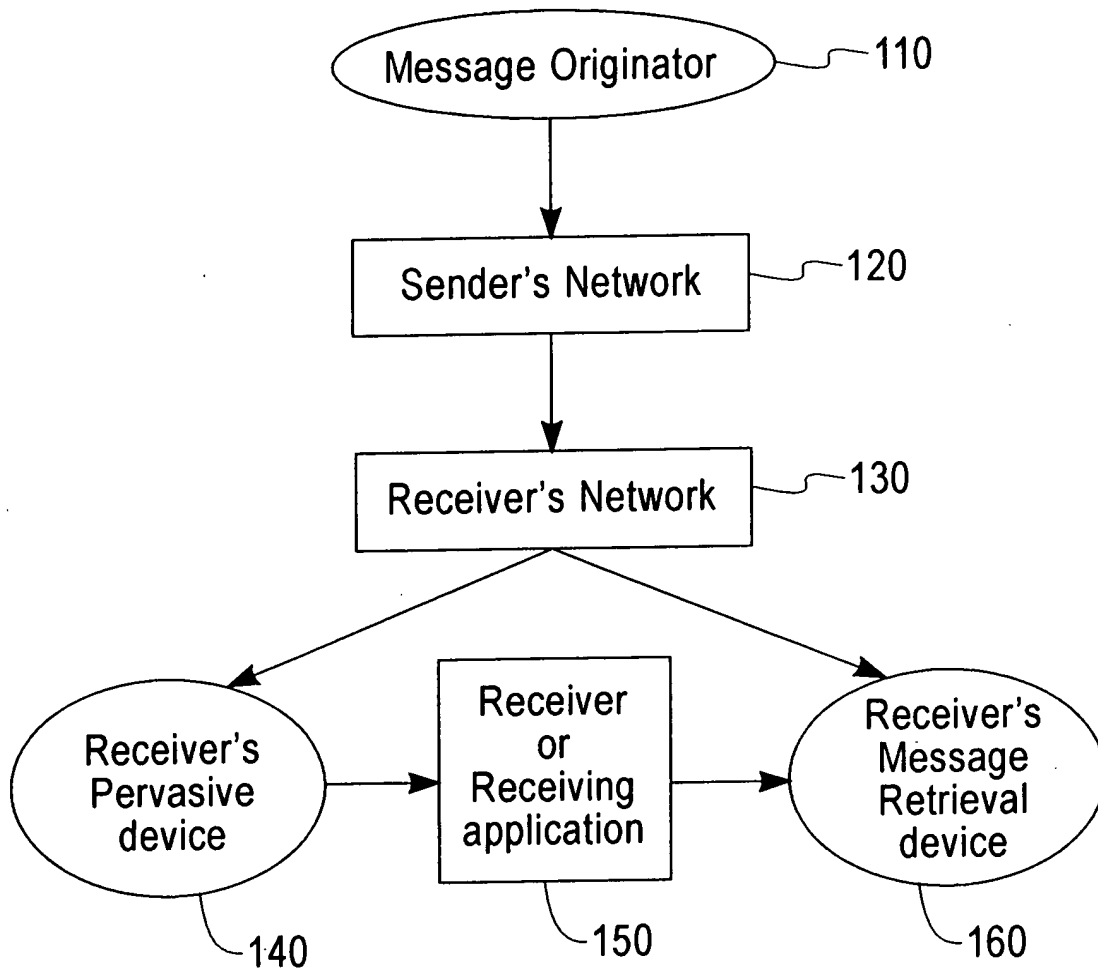 Message Originator
110
Sender's Network
120
Receiver's Network
130
Receiver's
Pervasive
device
140
Receiver
or
Receiving
application
150
Receiver's
Message
Retrieval
device
160